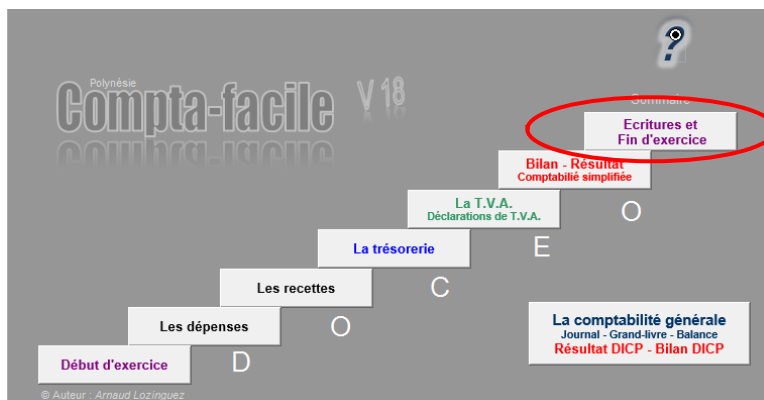 ?
Polynésie
Compta-facile V 18
Sommaire
Ecritures et
Fin d'exercice
Bilan - Résultat
Comptabilié simplifiée
O
La T.V.A.
Déclarations de T.V.A.
E
La trésorerie
C
Les recettes
O
Les dépenses
D
Début d'exercice
La comptabilité générale
Journal - Grand-livre - Balance
Résultat DICP - Bilan DICP
© Auteur : Arnaud Lozinguez